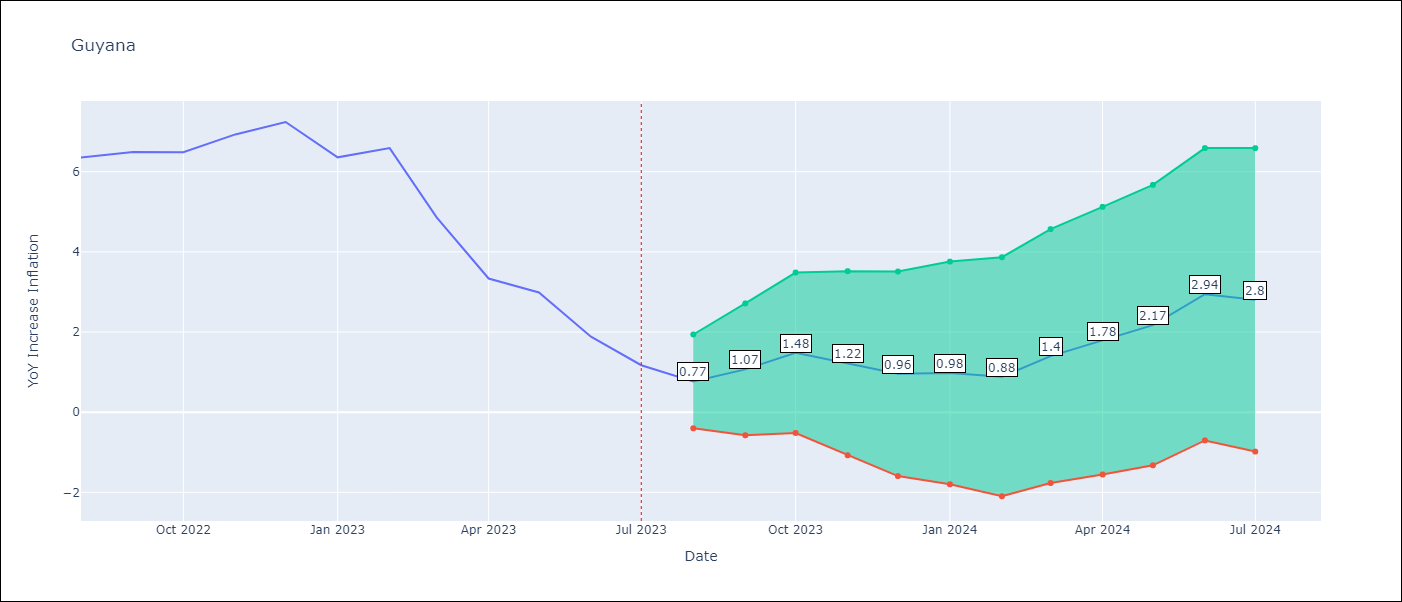 Guyana
YoY Increase Inflation
6
4
2
0
−2
0.77
1.07
1.48
1.22
0.96
0.98
0.88
1.4
1.78
2.17
2.94
2.8
Oct 2022
Jan 2023
Apr 2023
Jul 2023
Oct 2023
Jan 2024
Apr 2024
Jul 2024
Date